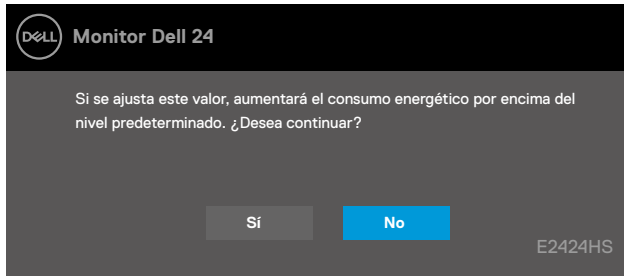 DELL Monitor Dell 24
Si se ajusta este valor, aumentará el consumo energético por encima del
nivel predeterminado. ¿Desea continuar?
Sí No
E2424HS